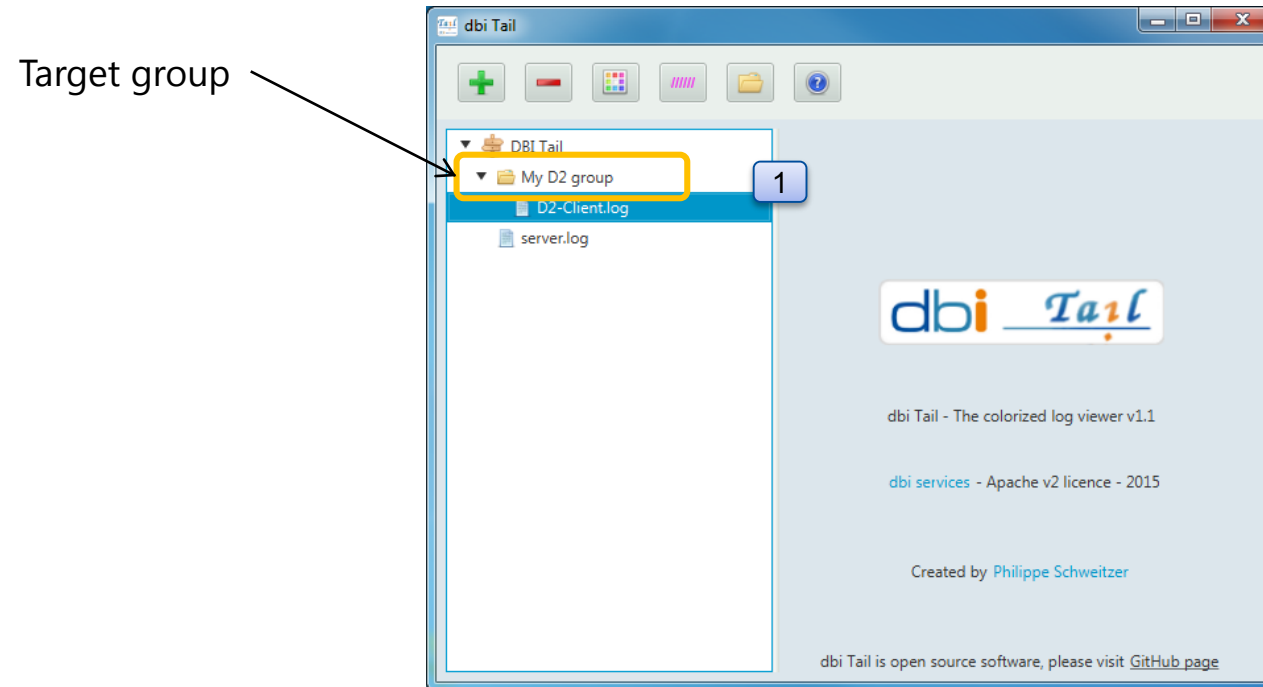 dbi Tail
Target group
DBI Tail
My D2 group
1
D2-Client.log
server.log
dbi Tail
dbi Tail - The colorized log viewer v1.1
dbi services - Apache v2 licence - 2015
Created by Philippe Schweitzer
dbi Tail is open source software, please visit GitHub page